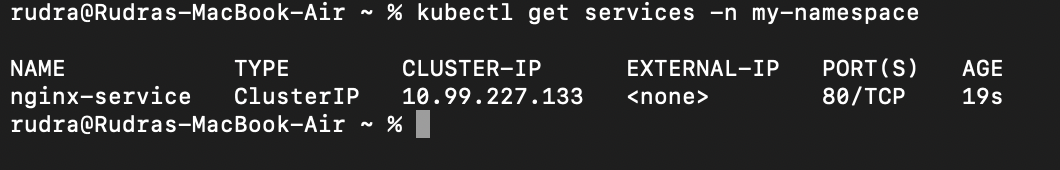 rudra@Rudras-MacBook-Air ~ % kubectl get services -n my-namespace
NAME TYPE CLUSTER-IP EXTERNAL-IP PORT(S) AGE
nginx-service ClusterIP 10.99.227.133 <none> 80/TCP 19s
rudra@Rudras-MacBook-Air ~ %